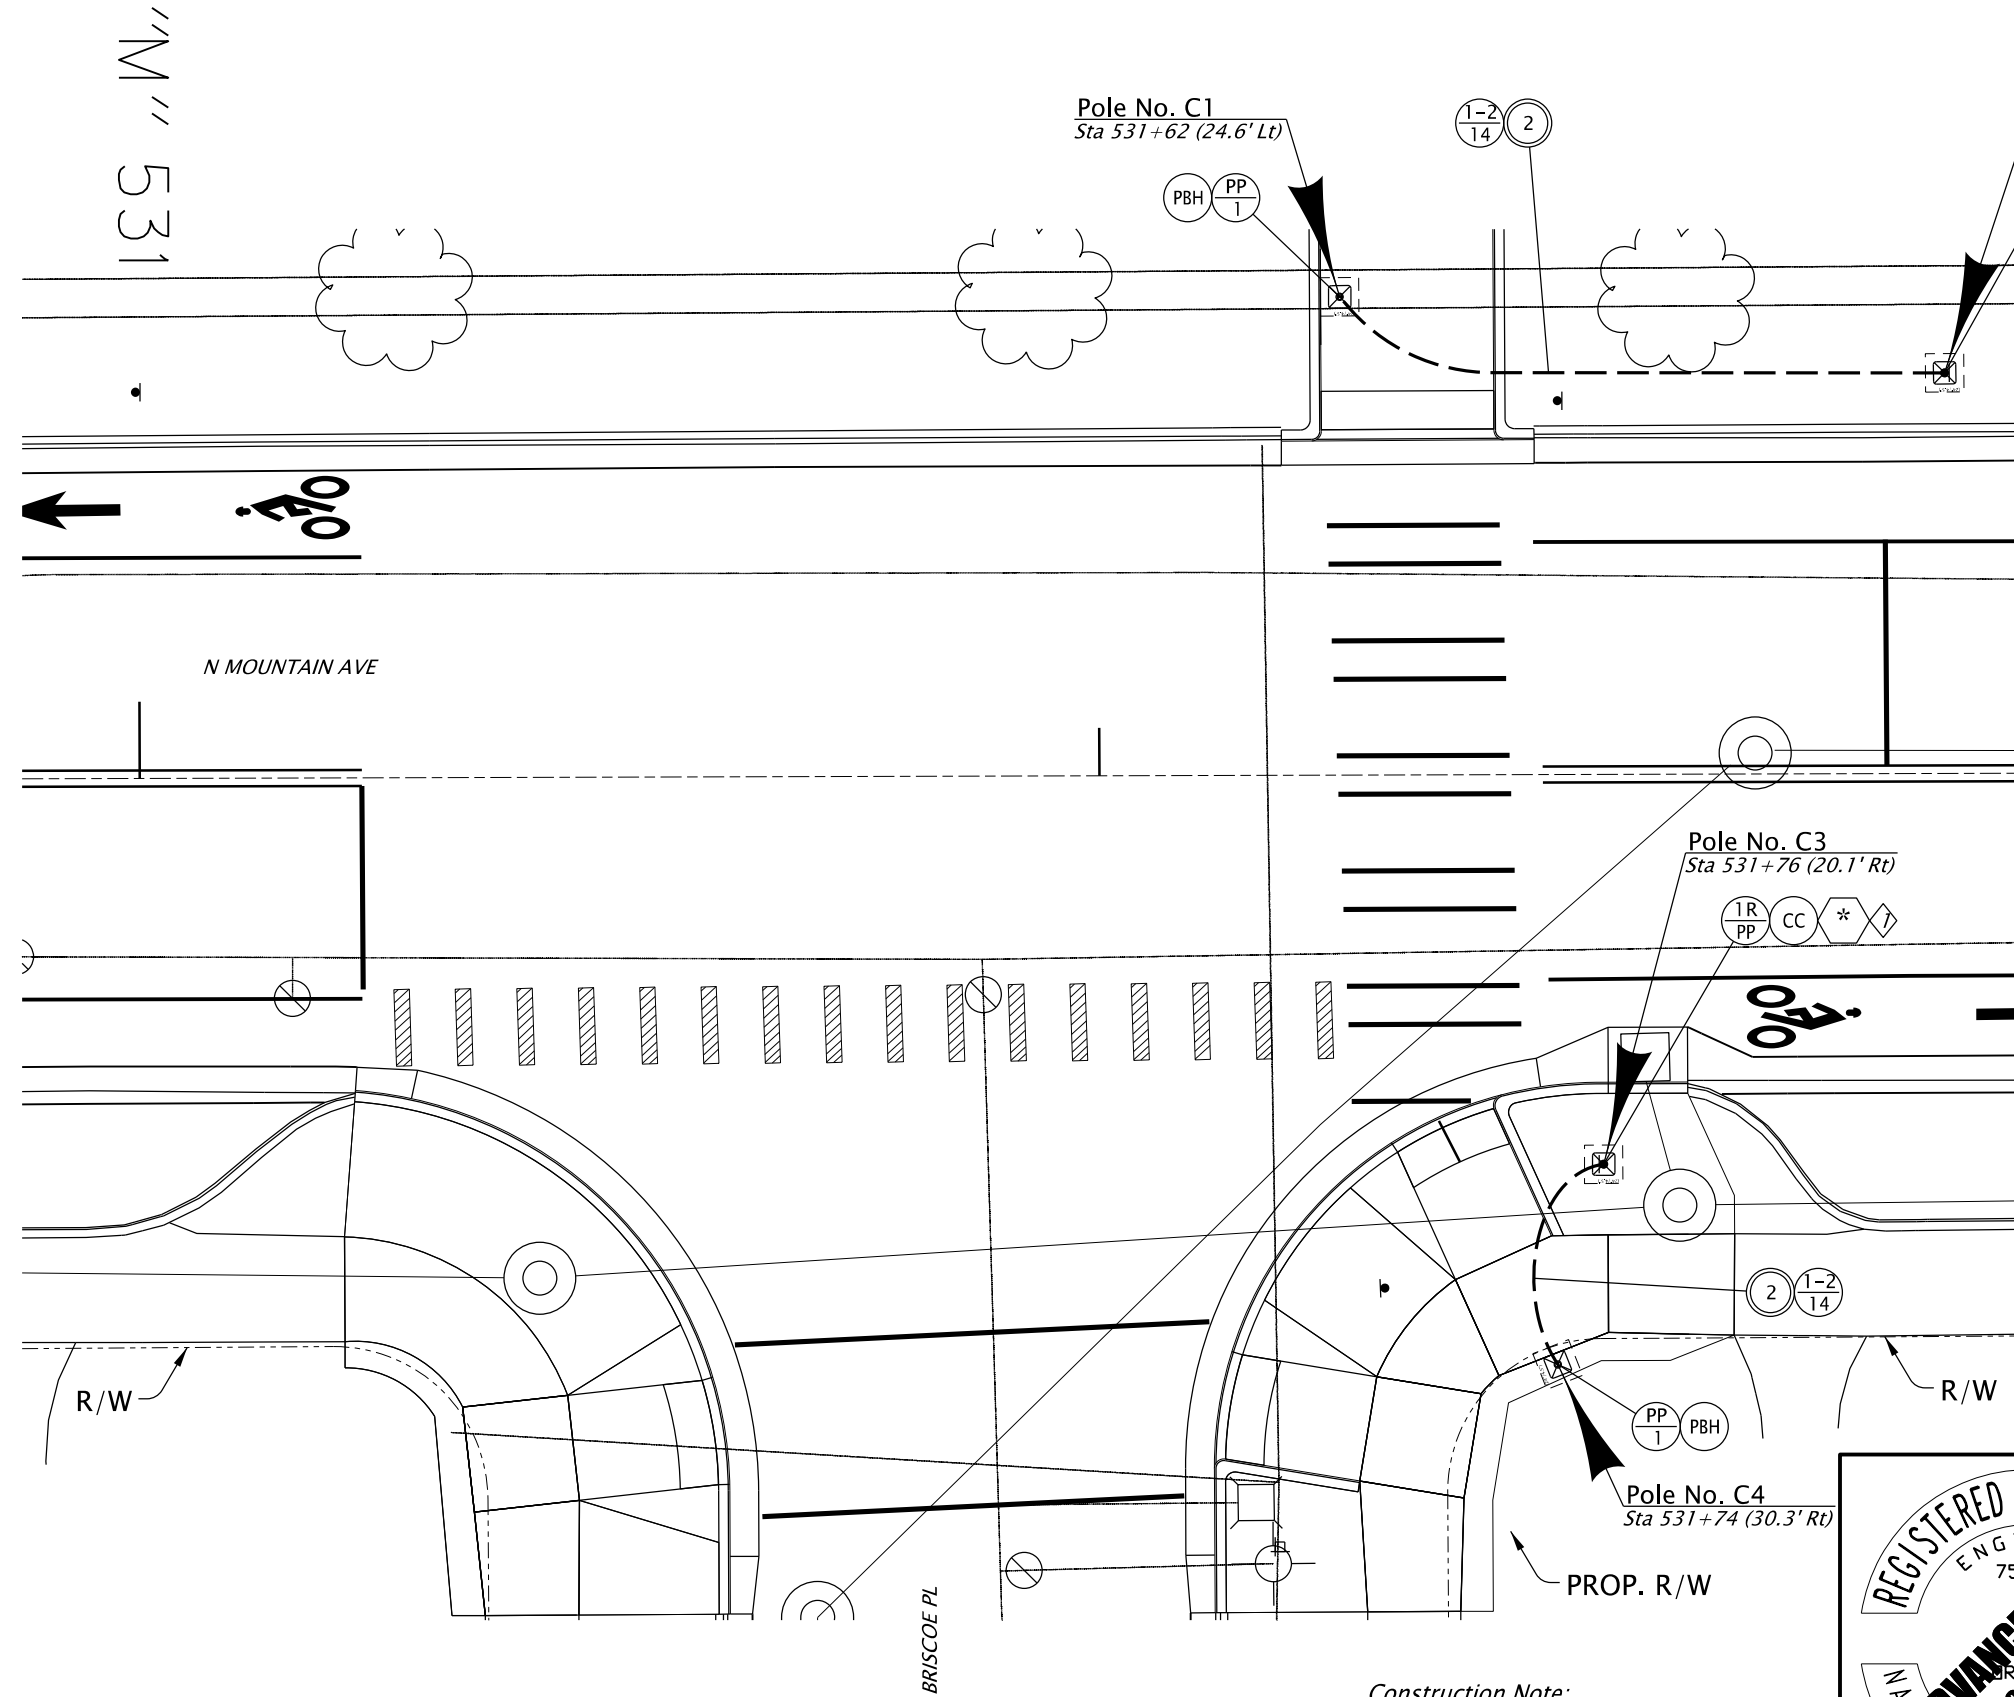 "M" 531
Pole No. C1
Sta 531+62 (24.6' Lt)
1-2
14
2
PBH
PP
1
N MOUNTAIN AVE
Pole No. C3
Sta 531+76 (20.1' Rt)
1R
PP
CC
*
1
2
1-2
14
R/W
R/W
PP
1
PBH
Pole No. C4
Sta 531+74 (30.3' Rt)
PROP. R/W
BRISCOE PL
REGISTERED
ENG
75
Construction Note: